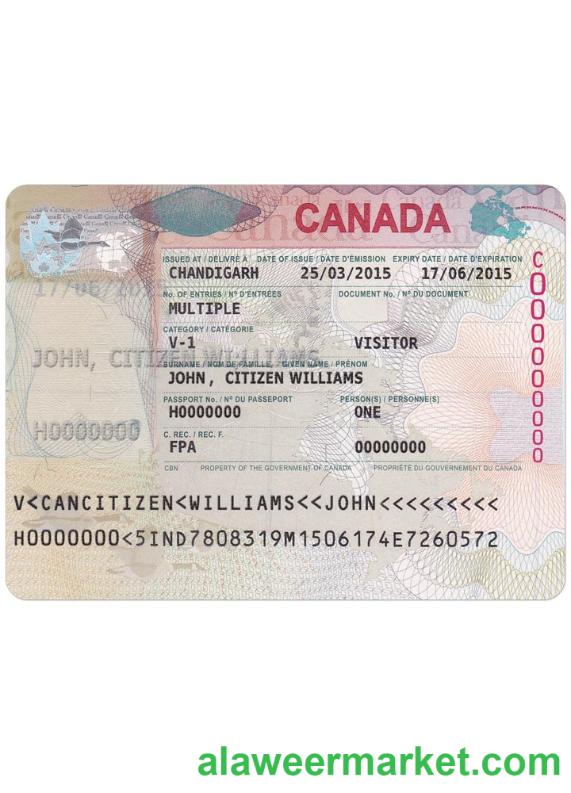 CANADA
ISSUED AT / DÉLIVRÉ À DATE OF ISSUE / DATE D'ÉMISSION EXPIRY DATE / DATE D'EXPIRATION
CHANDIGARH 25/03/2015 17/06/2015
17/06/2015
No. OF ENTRIES / Nº D'ENTRÉES DOCUMENT No. / Nº DU DOCUMENT
MULTIPLE
CATEGORY / CATÉGORIE
V-1 VISITOR
JOHN, CITIZEN WILLIAMS
SURNAME / NOM DE FAMILLE, GIVEN NAME / PRÉNOM
JOHN, CITIZEN WILLIAMS
PASSPORT No. / Nº DU PASSEPORT PERSON(S) / PERSONNE(S)
H0000000 ONE
H0000000
C. REC. / REC. F.
FPA 00000000
CBN PROPERTY OF THE GOVERNMENT OF CANADA PROPRIÉTÉ DU GOUVERNEMENT DU CANADA
C000000000
V<CANCITIZEN<WILLIAMS<<JOHN<<<<<<<<<
H0000000<5IND7808319M1506174E7260572
alaweermarket.com